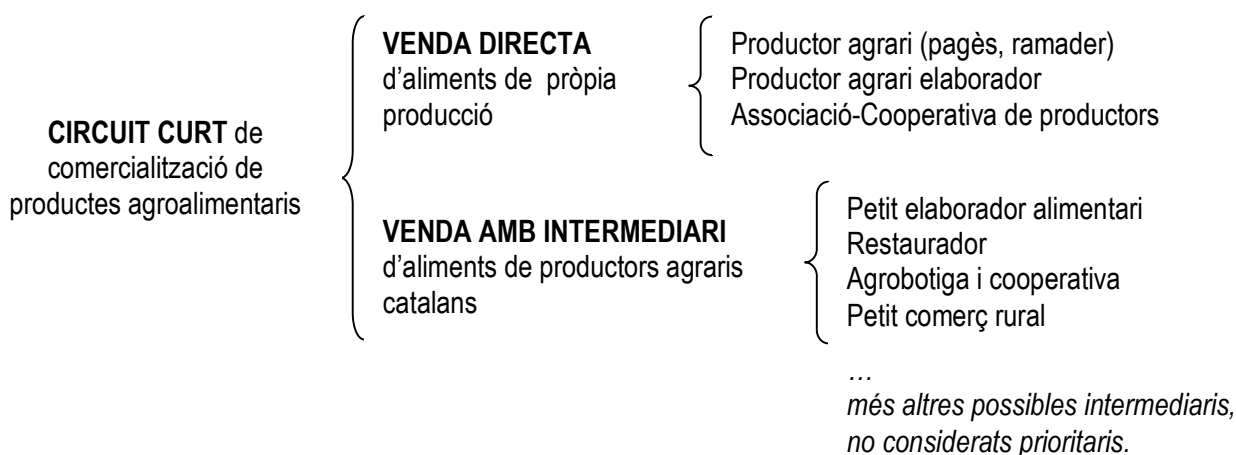 CIRCUIT CURT de
comercialització de
productes agroalimentaris
VENDA DIRECTA
d’aliments de pròpia
producció
Productor agrari (pagès, ramader)
Productor agrari elaborador
Associació-Cooperativa de productors
VENDA AMB INTERMEDIARI
d’aliments de productors agraris
catalans
Petit elaborador alimentari
Restaurador
Agrobotiga i cooperativa
Petit comerç rural
…
més altres possibles intermediaris,
no considerats prioritaris.